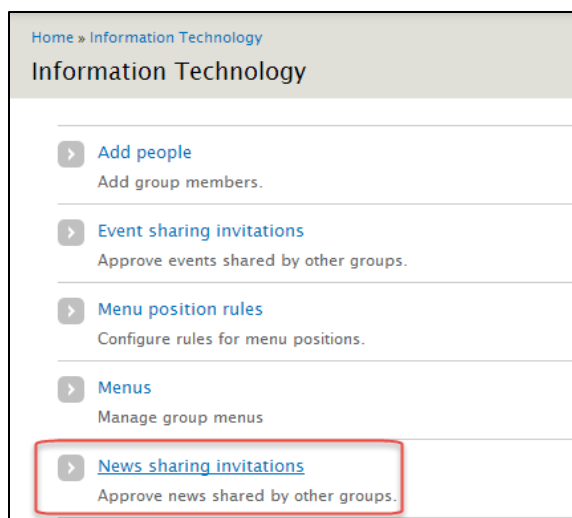 Home » Information Technology
Information Technology
Add people
Add group members.
Event sharing invitations
Approve events shared by other groups.
Menu position rules
Configure rules for menu positions.
Menus
Manage group menus
News sharing invitations
Approve news shared by other groups.